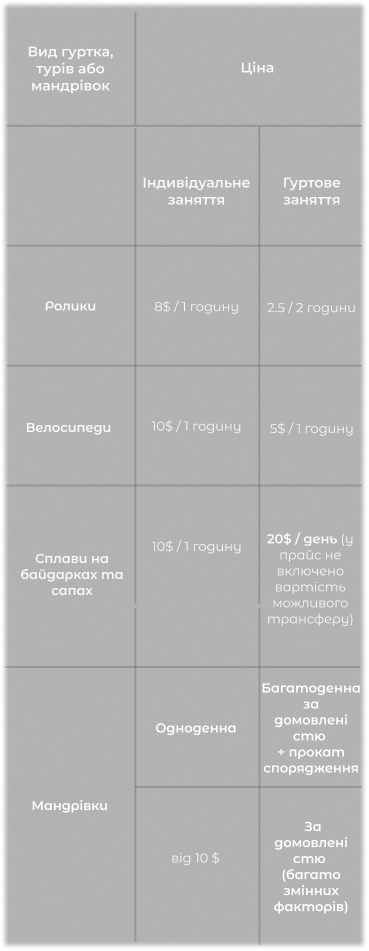 Вид гуртка,
турів або
мандрівок
Ціна
Індивідуальне
заняття
Гуртове
заняття
Ролики
8$ / 1 годину
2.5 / 2 години
Велосипеди
10$ / 1 годину
5$ / 1 годину
Сплави на
байдарках та
сапах
10$ / 1 годину
20$ / день (у
прайс не
включено
вартість
можливого
трансферу)
Мандрівки
Одноденна
Багатоденна
за
домовлені
стю
+ прокат
спорядження
від 10 $
За
домовлені
стю
(багато
змінних
факторів)